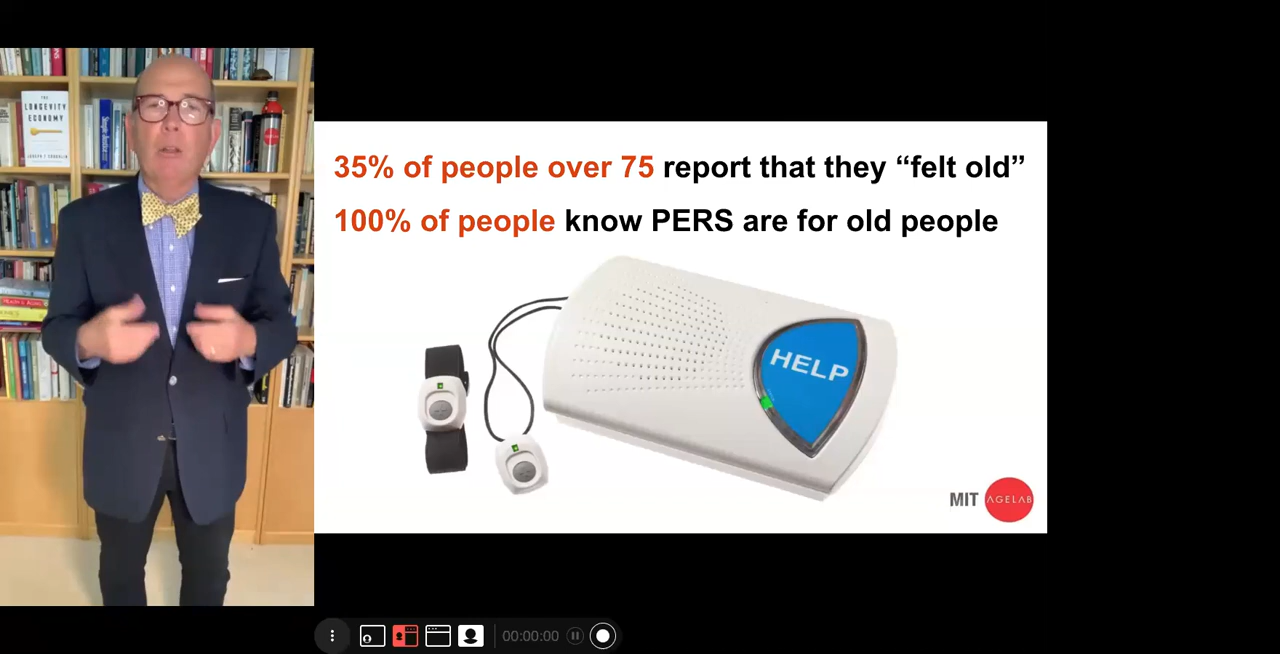 THE
LONGEVITY
ECONOMY
35% of people over 75 report that they “felt old”
100% of people know PERS are for old people
HELP
MIT AGELAB
00:00:00